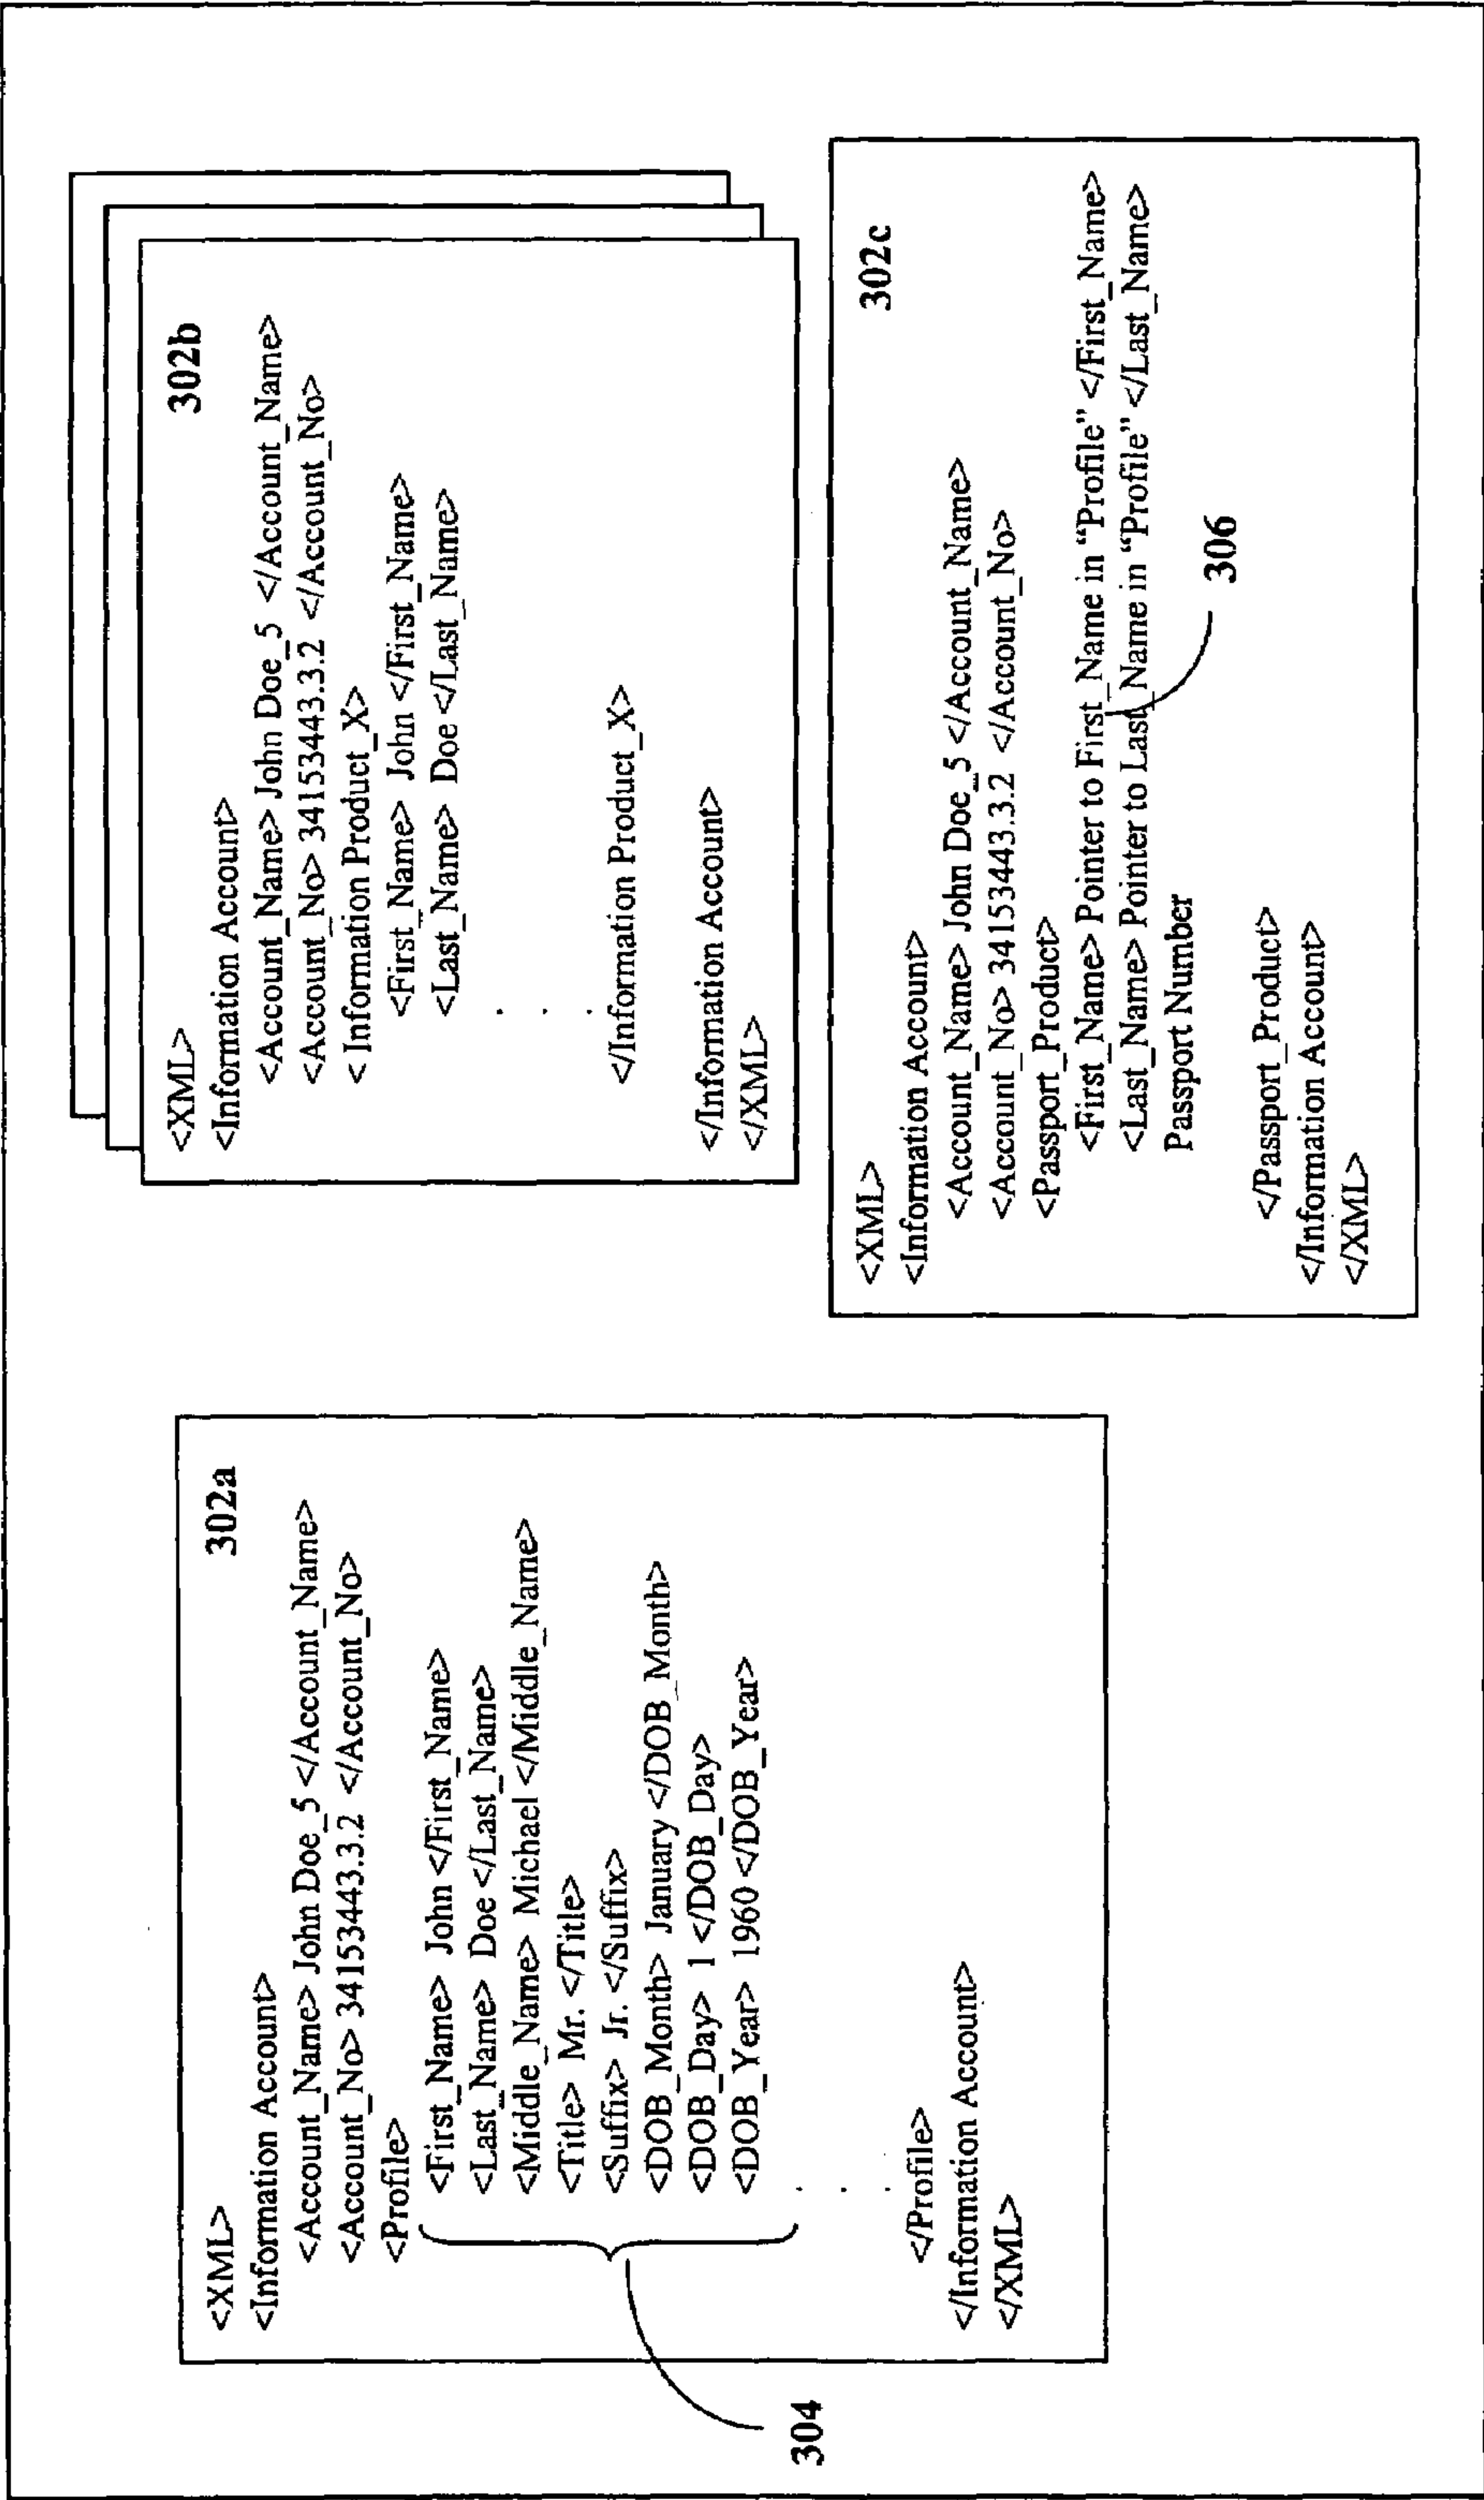 302a
<XML>
<Information Account>
<Account_Name> John Doe_5 </Account_Name>
<Account_No> 34153443.3.2 </Account_No>
<Profile>
<First_Name> John </First_Name>
<Last_Name> Doe </Last_Name>
<Middle_Name> Michael </Middle_Name>
<Title> Mr. </Title>
<Suffix> Jr. </Suffix>
<DOB_Month> January </DOB_Month>
<DOB_Day> 1 </DOB_Day>
<DOB_Year> 1960 </DOB_Year>
.
.
.
</Profile>
</Information Account>
</XML>
304
302b
<XML>
<Information Account>
<Account_Name> John Doe_5 </Account_Name>
<Account_No> 34153443.3.2 </Account_No>
< Information Product_X>
<First_Name> John </First_Name>
<Last_Name> Doe </Last_Name>
.
.
.
</Information Product_X>
</Information Account>
</XML>
302c
<XML>
<Information Account>
<Account_Name> John Doe_5 </Account_Name>
<Account_No> 34153443.3.2 </Account_No>
<Passport_Product>
<First_Name> Pointer to First_Name in “Profile” </First_Name>
<Last_Name> Pointer to Last_Name in “Profile” </Last_Name>
Passport Number
</Passport_Product>
</Information Account>
</XML>
306